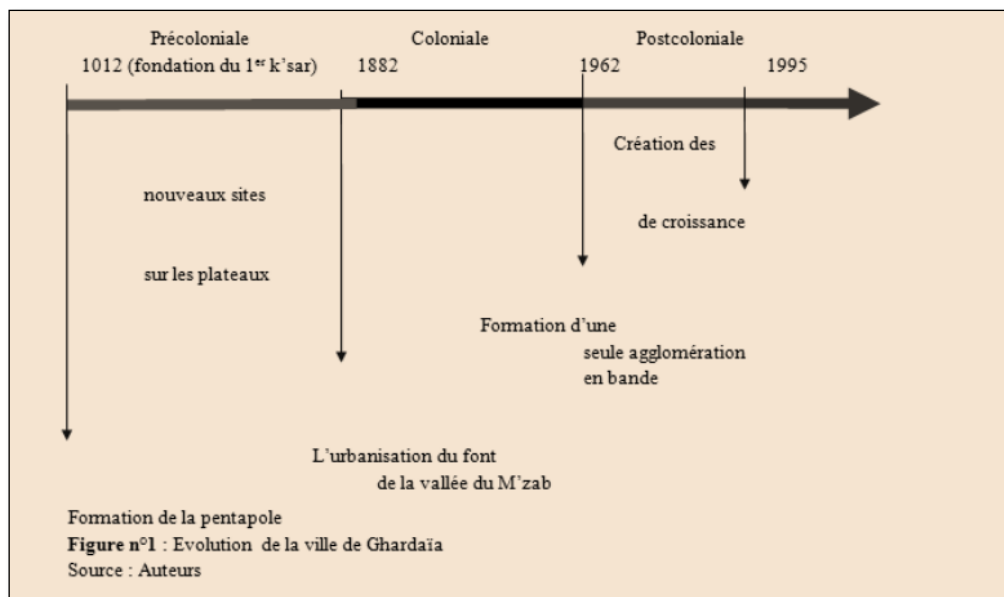 Précoloniale Coloniale Postcoloniale
1012 (fondation du 1er k’sar) 1882 1962 1995
Création des
nouveaux sites
de croissance
sur les plateaux
Formation d’une
seule agglomération
en bande
L’urbanisation du font
de la vallée du M’zab
Formation de la pentapole
Figure n°1 : Evolution de la ville de Ghardaïa
Source : Auteurs